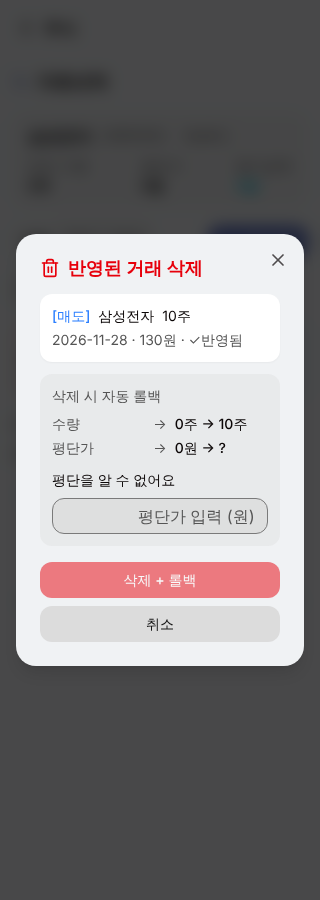 반영된 거래 삭제
[매도] 삼성전자 10주
2026-11-28 · 130원 · ✓반영됨
삭제 시 자동 롤백
수량 → 0주 → 10주
평단가 → 0원 → ?
평단을 알 수 없어요
평단가 입력 (원)
삭제 + 롤백
취소